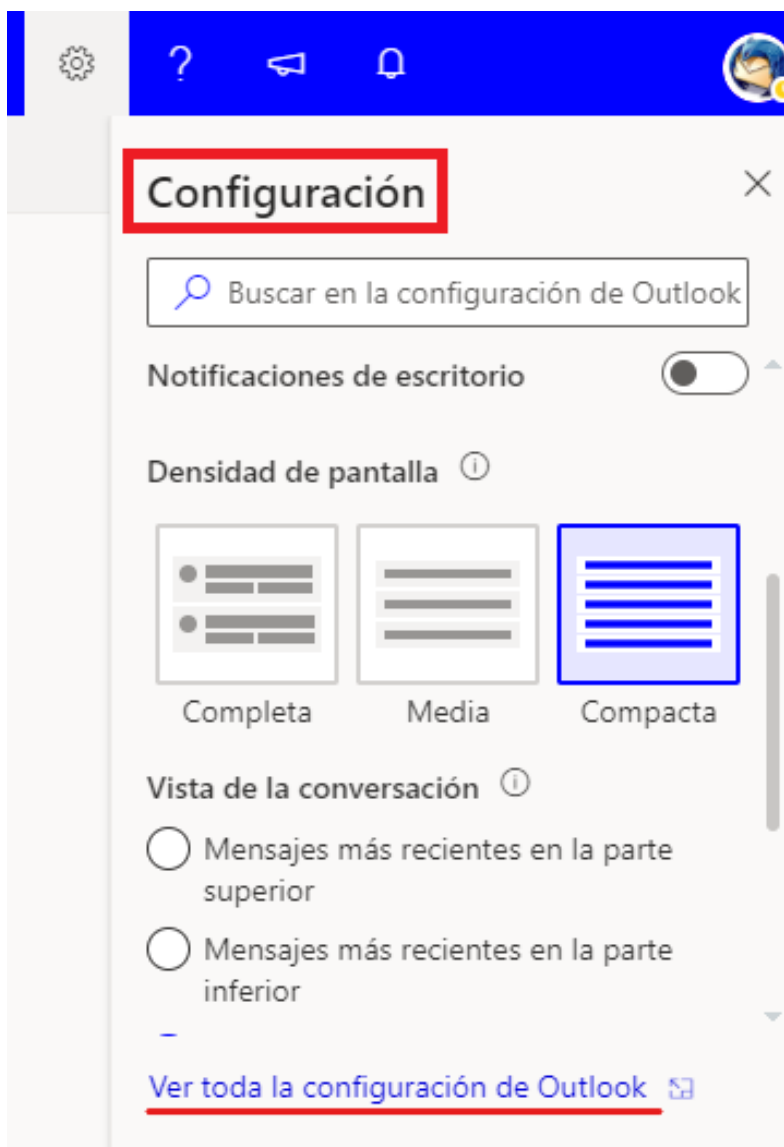 ?
Configuración
Buscar en la configuración de Outlook
Notificaciones de escritorio
Densidad de pantalla
Completa Media Compacta
Vista de la conversación
Mensajes más recientes en la parte
superior
Mensajes más recientes en la parte
inferior
Ver toda la configuración de Outlook